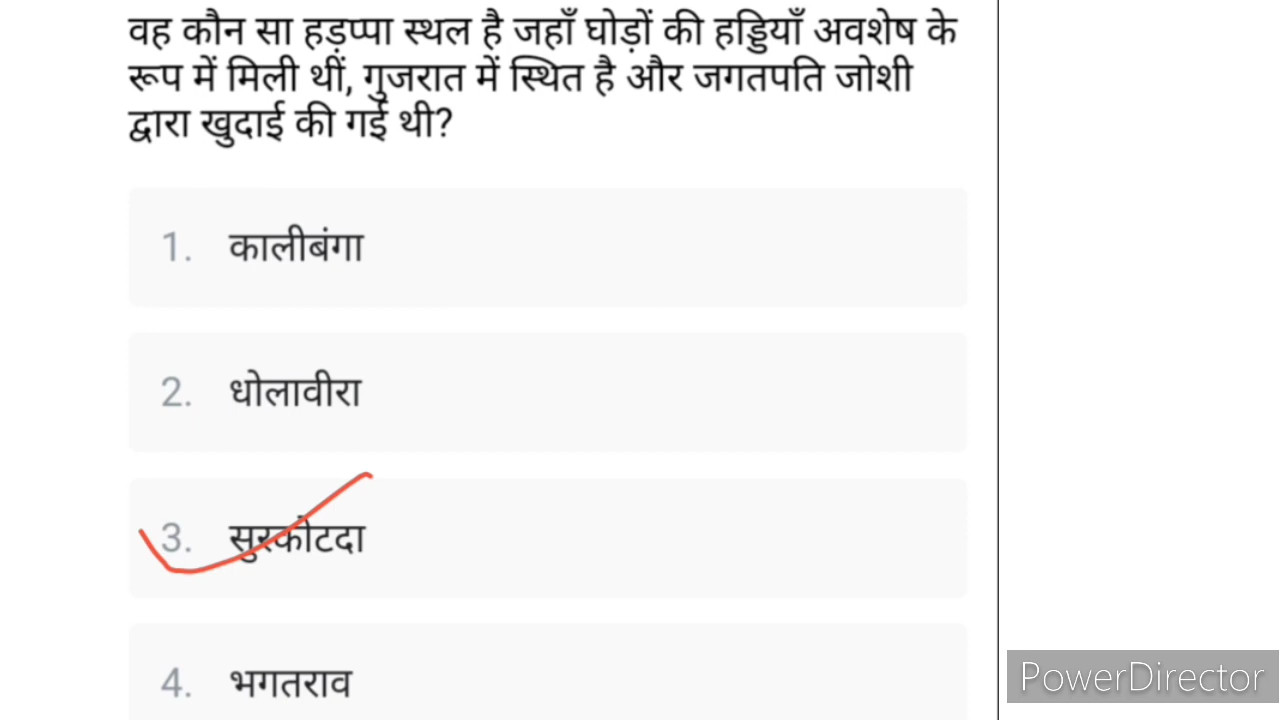 वह कौन सा हड़प्पा स्थल है जहाँ घोड़ों की हड्डियाँ अवशेष के
रूप में मिली थीं, गुजरात में स्थित है और जगतपति जोशी
द्वारा खुदाई की गई थी?
1. कालीबंगा
2. धोलावीरा
3. सुरकोटदा
4. भगतराव
PowerDirector